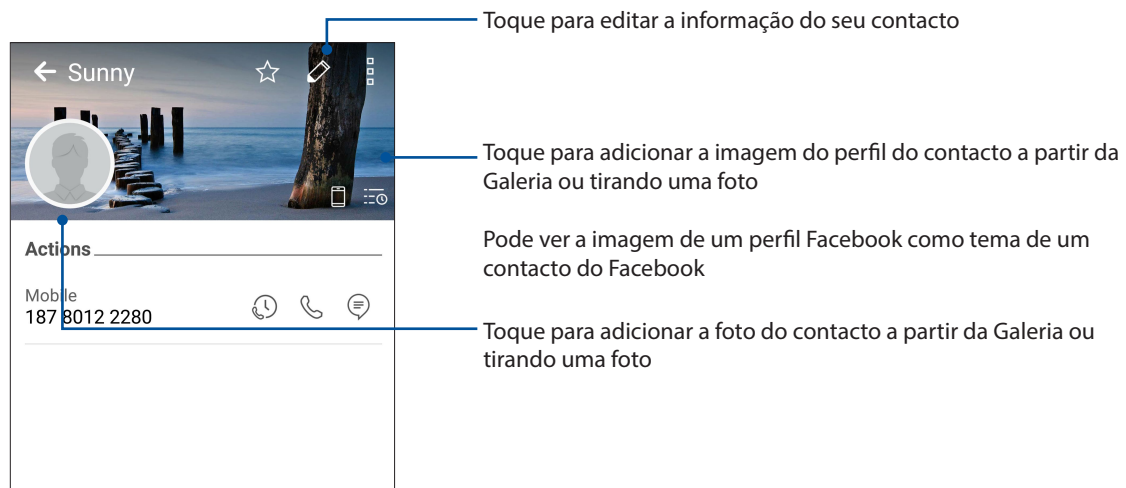 Toque para editar a informação do seu contacto
Sunny
Toque para adicionar a imagem do perfil do contacto a partir da
Galeria ou tirando uma foto
Pode ver a imagem de um perfil Facebook como tema de um
contacto do Facebook
Actions
Mobile
187 8012 2280
Toque para adicionar a foto do contacto a partir da Galeria ou
tirando uma foto